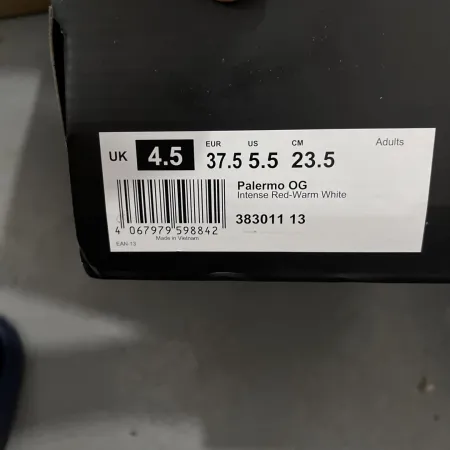 Adults
UK 4.5 EUR 37.5 US 5.5 CM 23.5
Palermo OG
Intense Red-Warm White
383011 13
4 067979 598842
Made in Vietnam
EAN 13